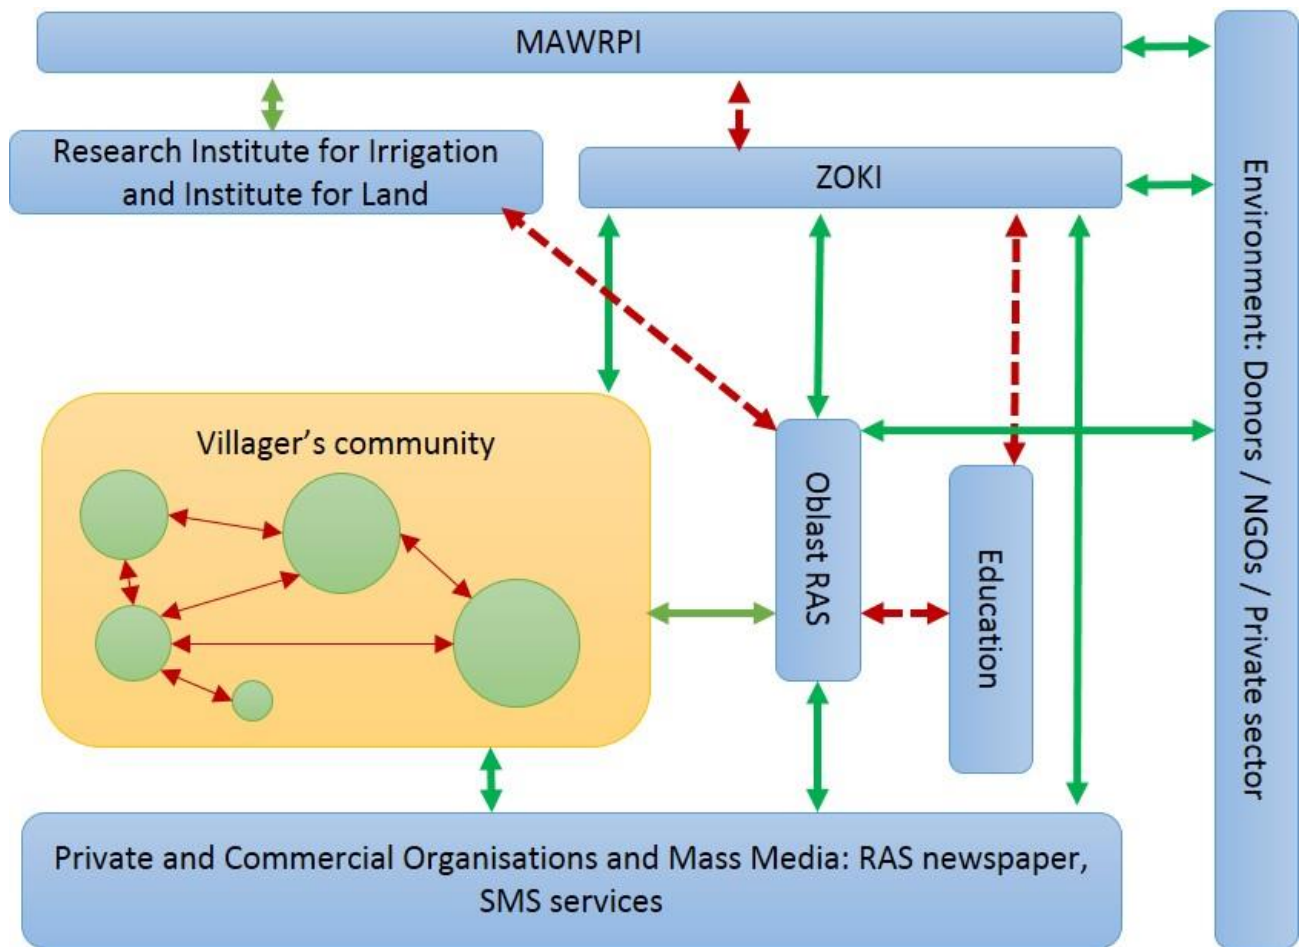 MAWRPI
Research Institute for Irrigation
and Institute for Land
ZOKI
Environment: Donors / NGOs / Private sector
Villager’s community
Oblast RAS
Education
Private and Commercial Organisations and Mass Media: RAS newspaper,
SMS services